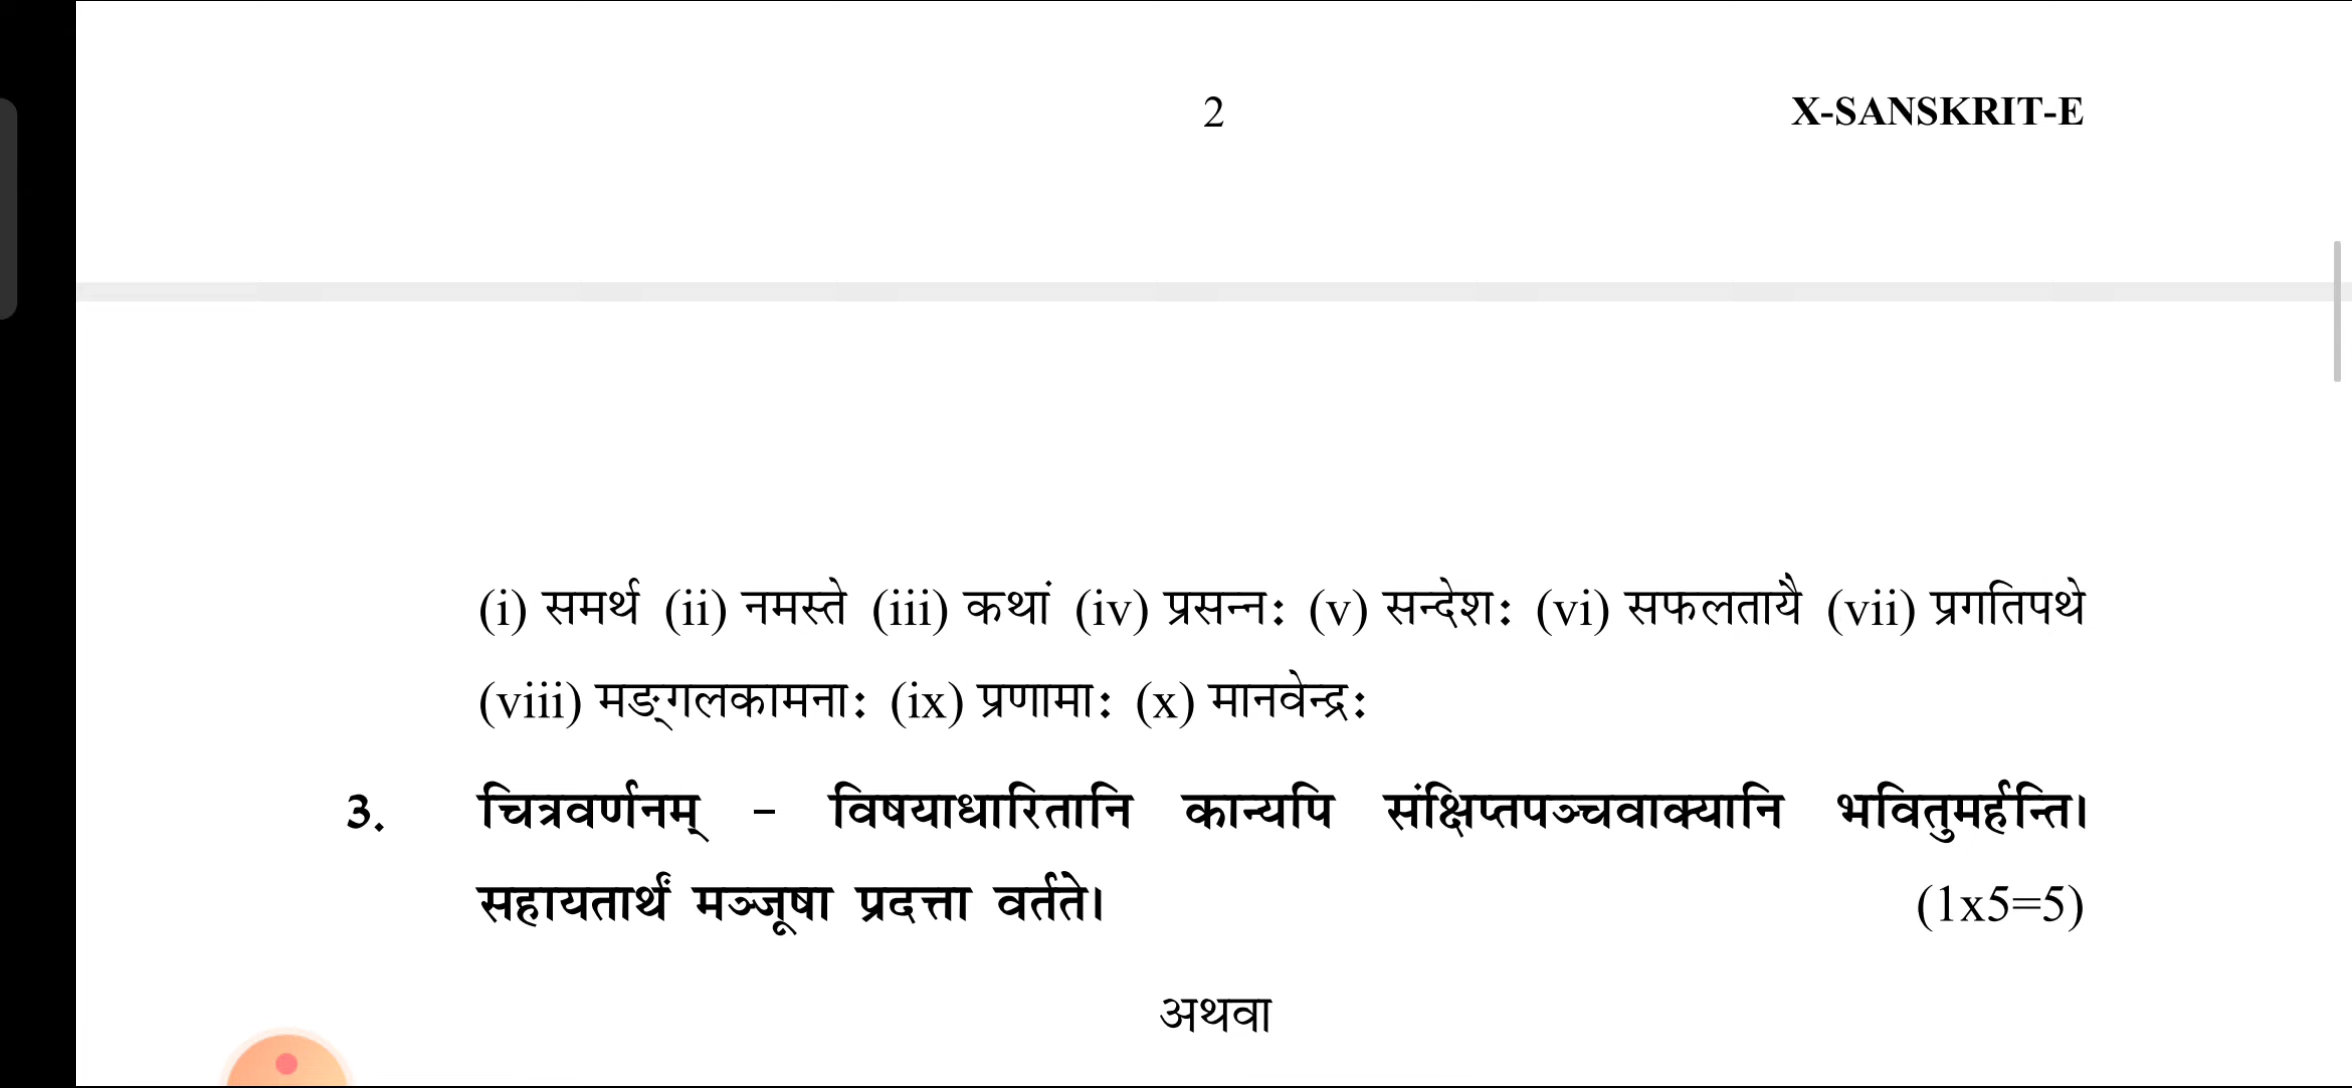 2 X-SANSKRIT-E
(i) समर्थ (ii) नमस्ते (iii) कथां (iv) प्रसन्नः (v) सन्देशः (vi) सफलतायै (vii) प्रगतिपथे
(viii) मङ्गलकामनाः (ix) प्रणामाः (x) मानवेन्द्रः
3. चित्रवर्णनम् - विषयाधारितानि कान्यपि संक्षिप्तपञ्चवाक्यानि भवितुमर्हन्ति।
सहायतार्थं मञ्जूषा प्रदत्ता वर्तते। (1x5=5)
अथवा